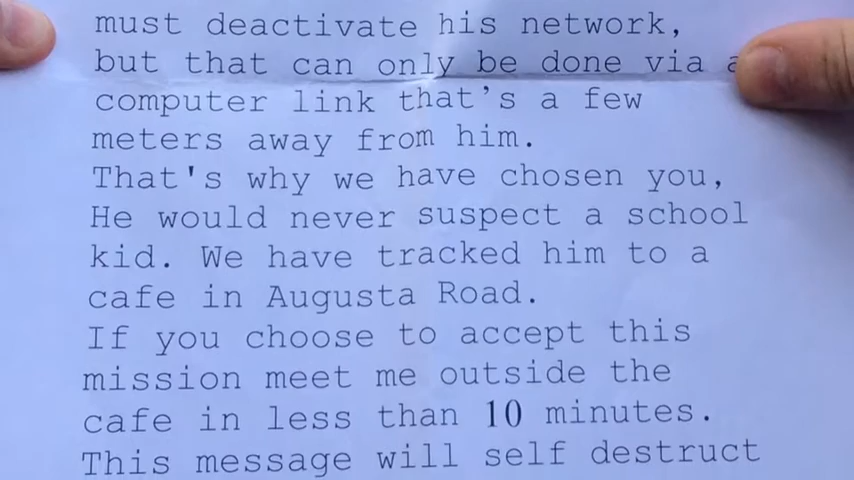 must deactivate his network,
but that can only be done via a
computer link that's a few
meters away from him.
That's why we have chosen you,
He would never suspect a school
kid. We have tracked him to a
cafe in Augusta Road.
If you choose to accept this
mission meet me outside the
cafe in less than 10 minutes.
This message will self destruct